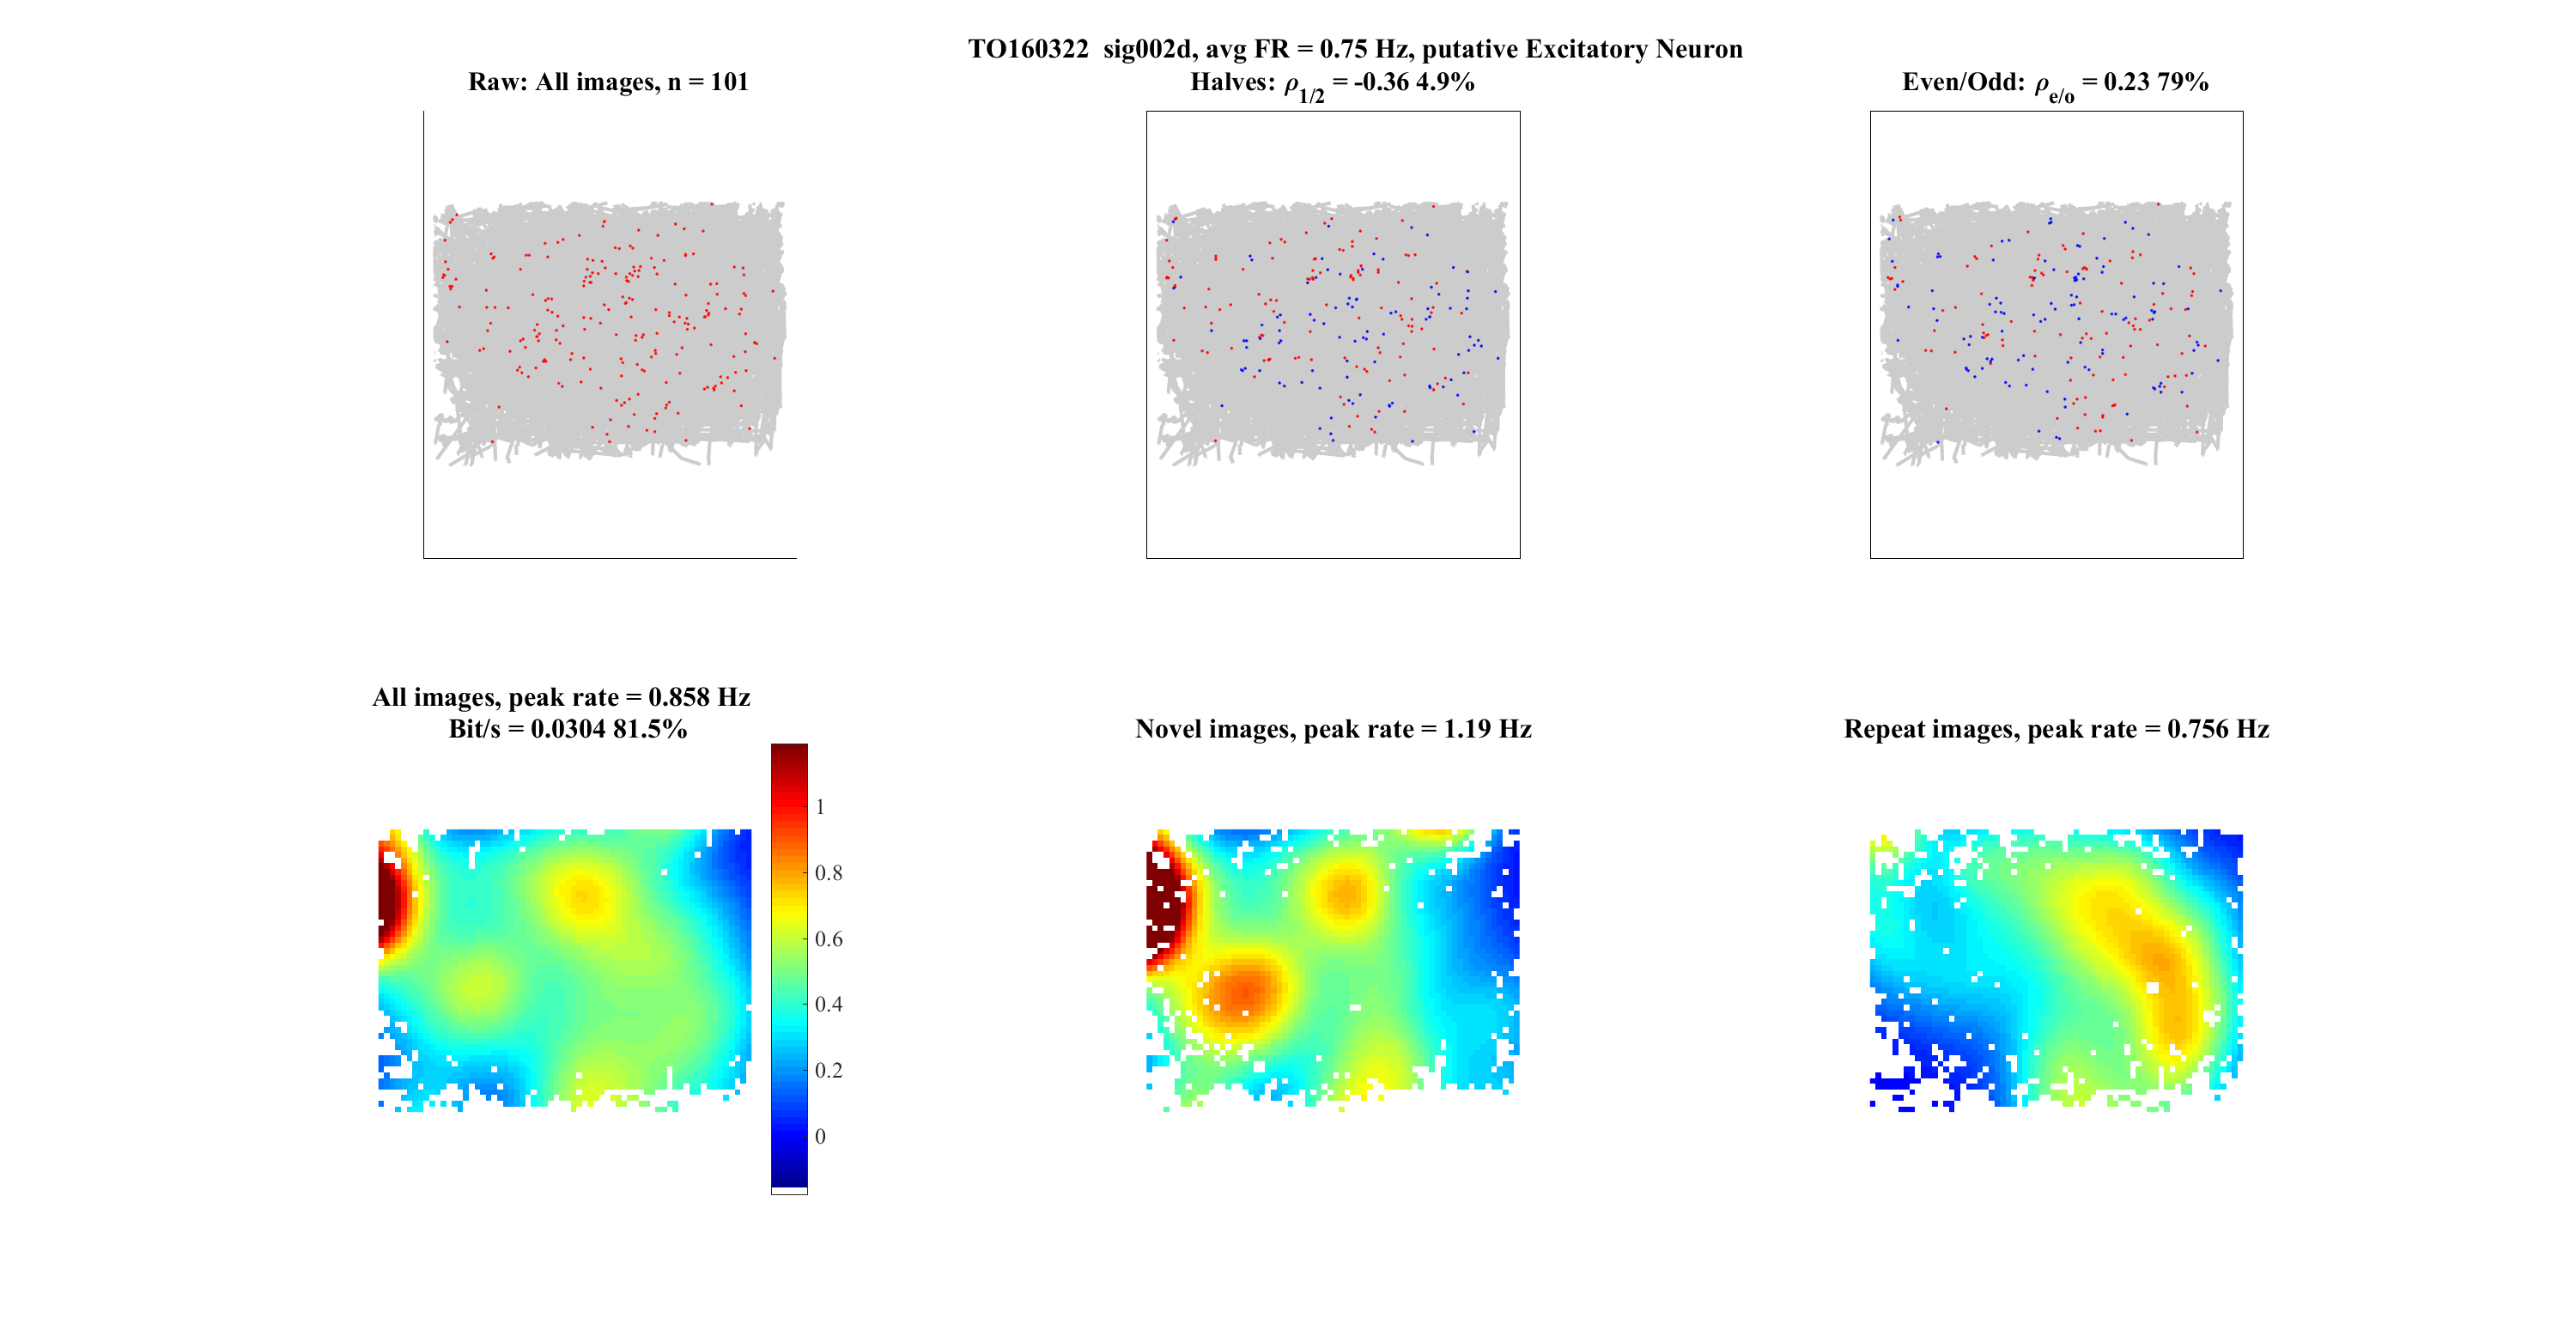 TO160322  sig002d, avg FR = 0.75 Hz, putative Excitatory Neuron
Raw: All images, n = 101
Halves: ρ1/2 = -0.36 4.9%
Even/Odd: ρe/o = 0.23 79%
All images, peak rate = 0.858 Hz
Bit/s = 0.0304 81.5%
Novel images, peak rate = 1.19 Hz
Repeat images, peak rate = 0.756 Hz
1
0.8
0.6
0.4
0.2
0